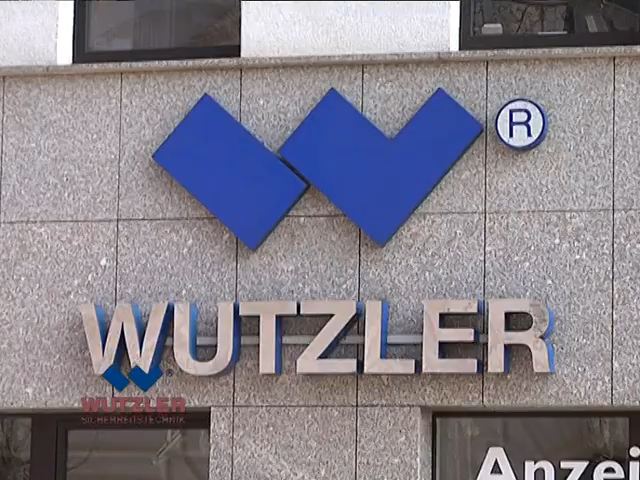 R
WUTZLER
WUTZLER
SICHERHEITSTECHNIK
Anzei